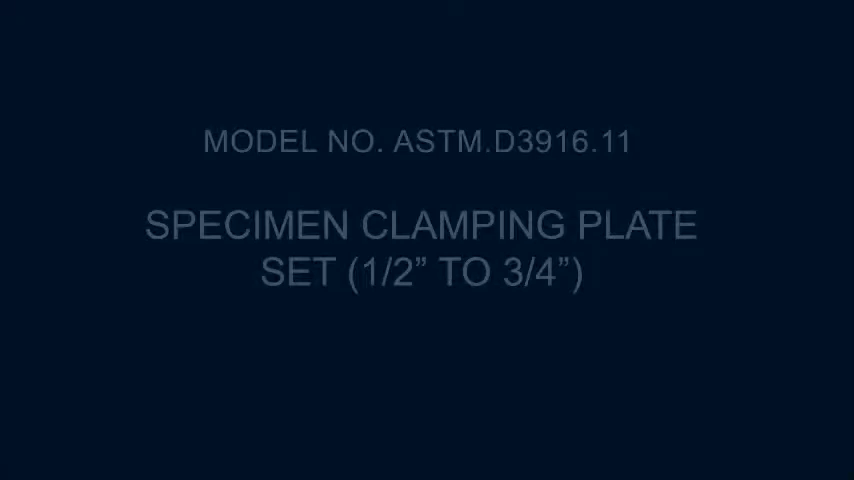 MODEL NO. ASTM.D3916.11
SPECIMEN CLAMPING PLATE
SET (1/2” TO 3/4”)